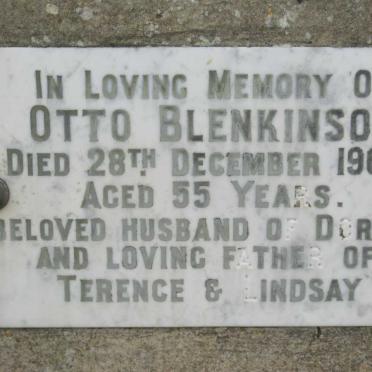 IN LOVING MEMORY O
OTTO BLENKINSO
DIED 28TH DECEMBER 19
AGED 55 YEARS.
BELOVED HUSBAND OF DOR
AND LOVING FATHER OF
TERENCE & LINDSAY